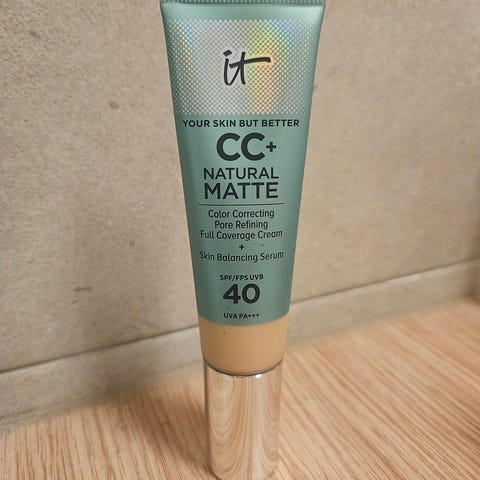 it
YOUR SKIN BUT BETTER
CC+
NATURAL
MATTE
Color Correcting
Pore Refining
Full Coverage Cream
+
Skin Balancing Serum
SPF/FPS UVB
40
UVA PA+++